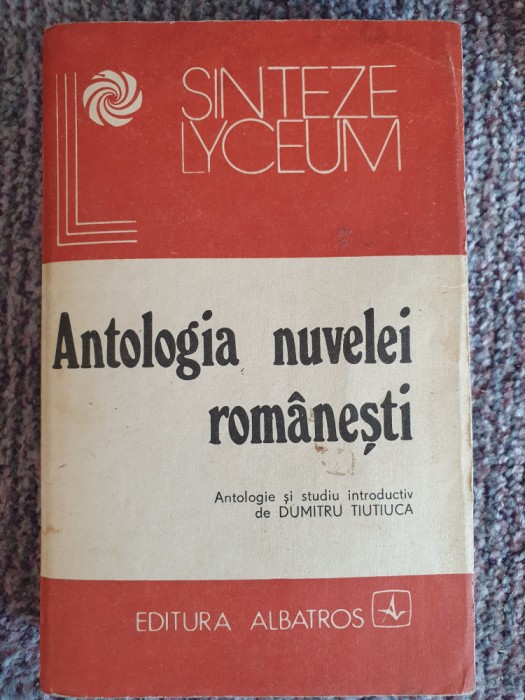 SINTEZE
LYCEUM
Antologia nuvelei
românești
Antologie și studiu introductiv
de DUMITRU TIUTIUCA
EDITURA ALBATROS